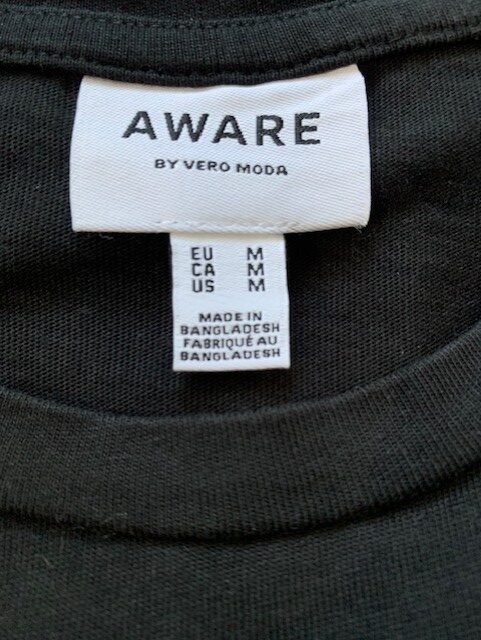 AWARE
BY VERO MODA
EU M
CA M
US M
MADE IN
BANGLADESH
FABRIQUÉ AU
BANGLADESH